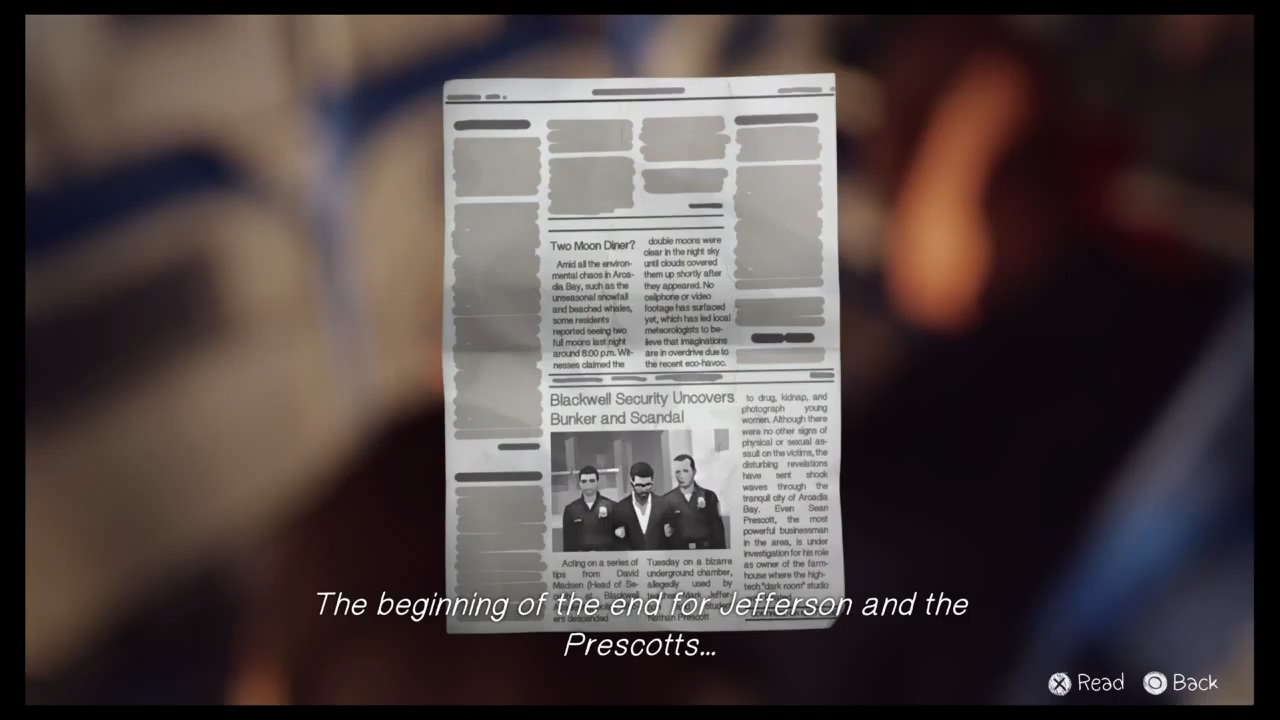 Two Moon Diner?
Amid all the environ-
mental chaos in Arca-
dia Bay, such as the
unseasonal snowfall
and beached whales,
some residents
reported seeing two
full moons last night
around 8:00 p.m. Wit-
nesses claimed the
double moons were
clear in the night sky
until clouds covered
them up shortly after
they appeared. No
cellphone or video
footage has surfaced
yet, which has led local
meteorologists to be-
lieve that imaginations
are in overdrive due to
the recent eco-havoc.
Blackwell Security Uncovers
Bunker and Scandal
Acting on a series of
tips from David
Madsen (Head of Se-
at Blackwell
ers descended
Tuesday on a bizarre
underground chamber,
allegedly used by
Mark Jeffer-
Nathan Prescott
to drug, kidnap, and
photograph young
women. Although there
were no other signs of
physical or sexual as-
sault on the victims, the
disturbing revelations
have sent shock
waves through the
tranquil city of Arcadia
Bay. Even Sean
Prescott, the most
powerful businessman
in the area, is under
investigation for his role
as owner of the farm-
house where the high-
tech "dark room" studio
The beginning of the end for Jefferson and the
Prescotts...
Read Back